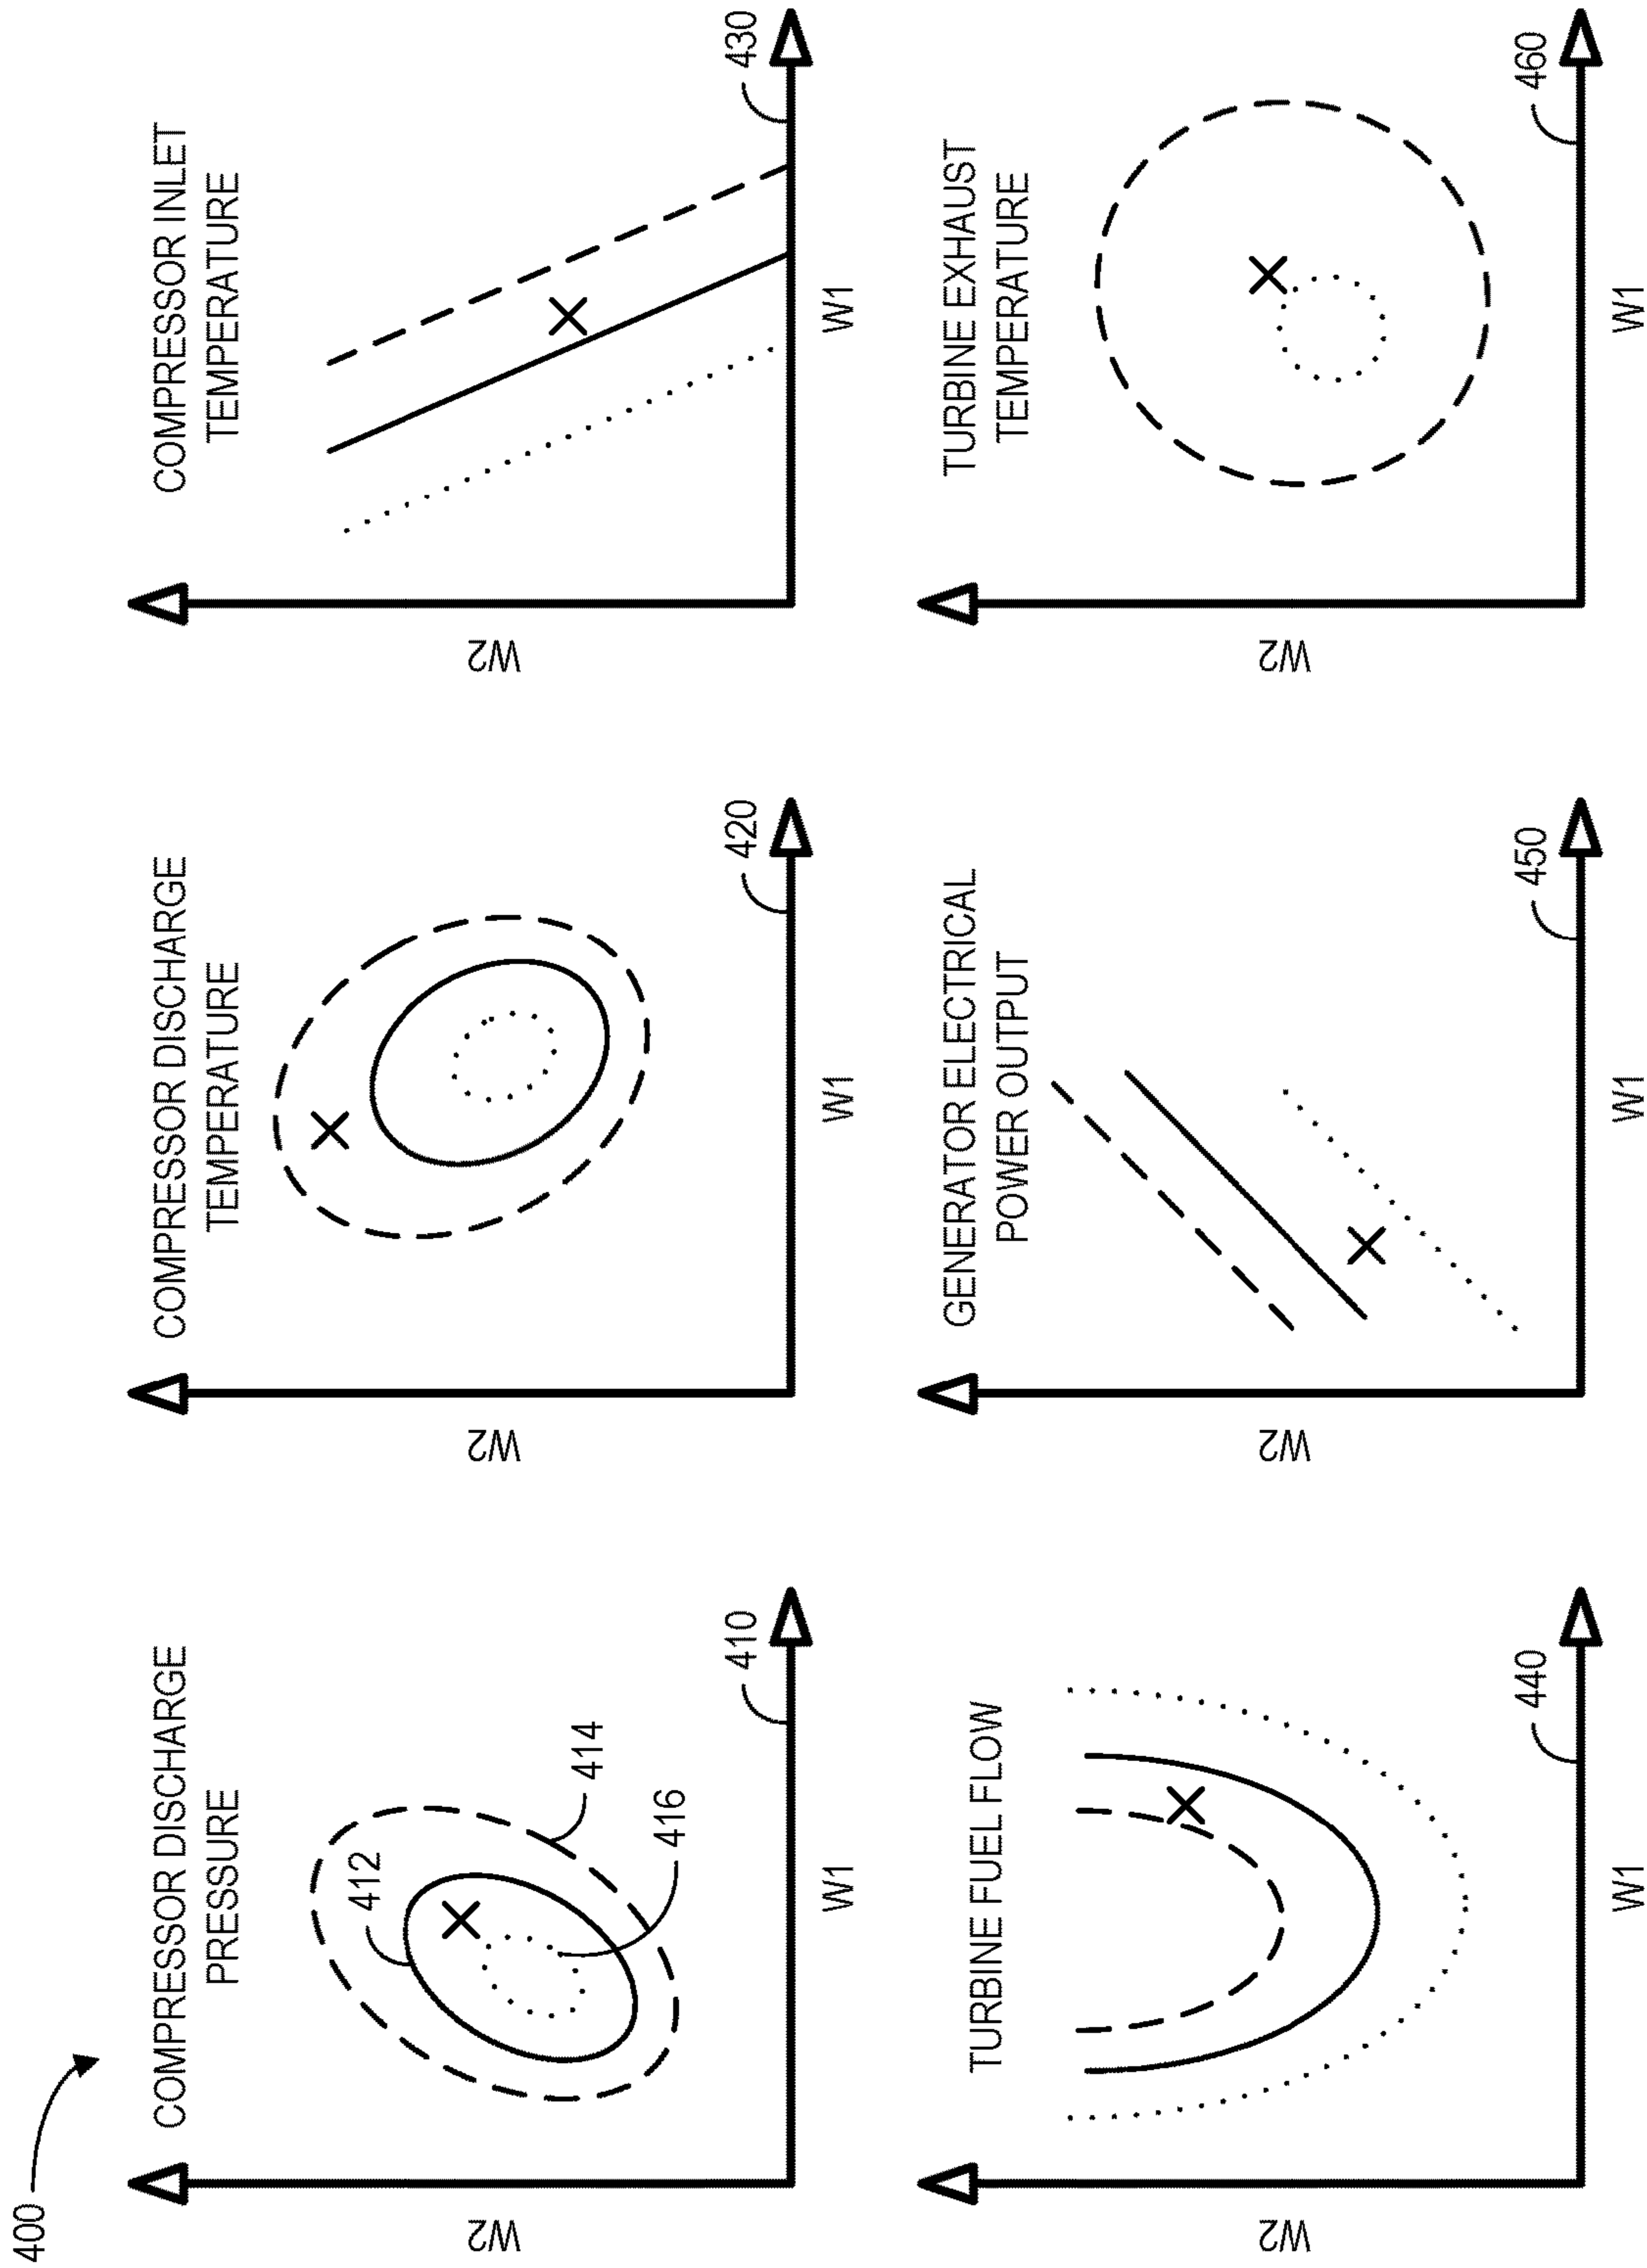 400
COMPRESSOR DISCHARGE
PRESSURE
412
414
416
410
W2
W1
COMPRESSOR DISCHARGE
TEMPERATURE
420
W2
W1
COMPRESSOR INLET
TEMPERATURE
430
W2
W1
TURBINE FUEL FLOW
440
W2
W1
GENERATOR ELECTRICAL
POWER OUTPUT
450
W2
W1
TURBINE EXHAUST
TEMPERATURE
460
W2
W1